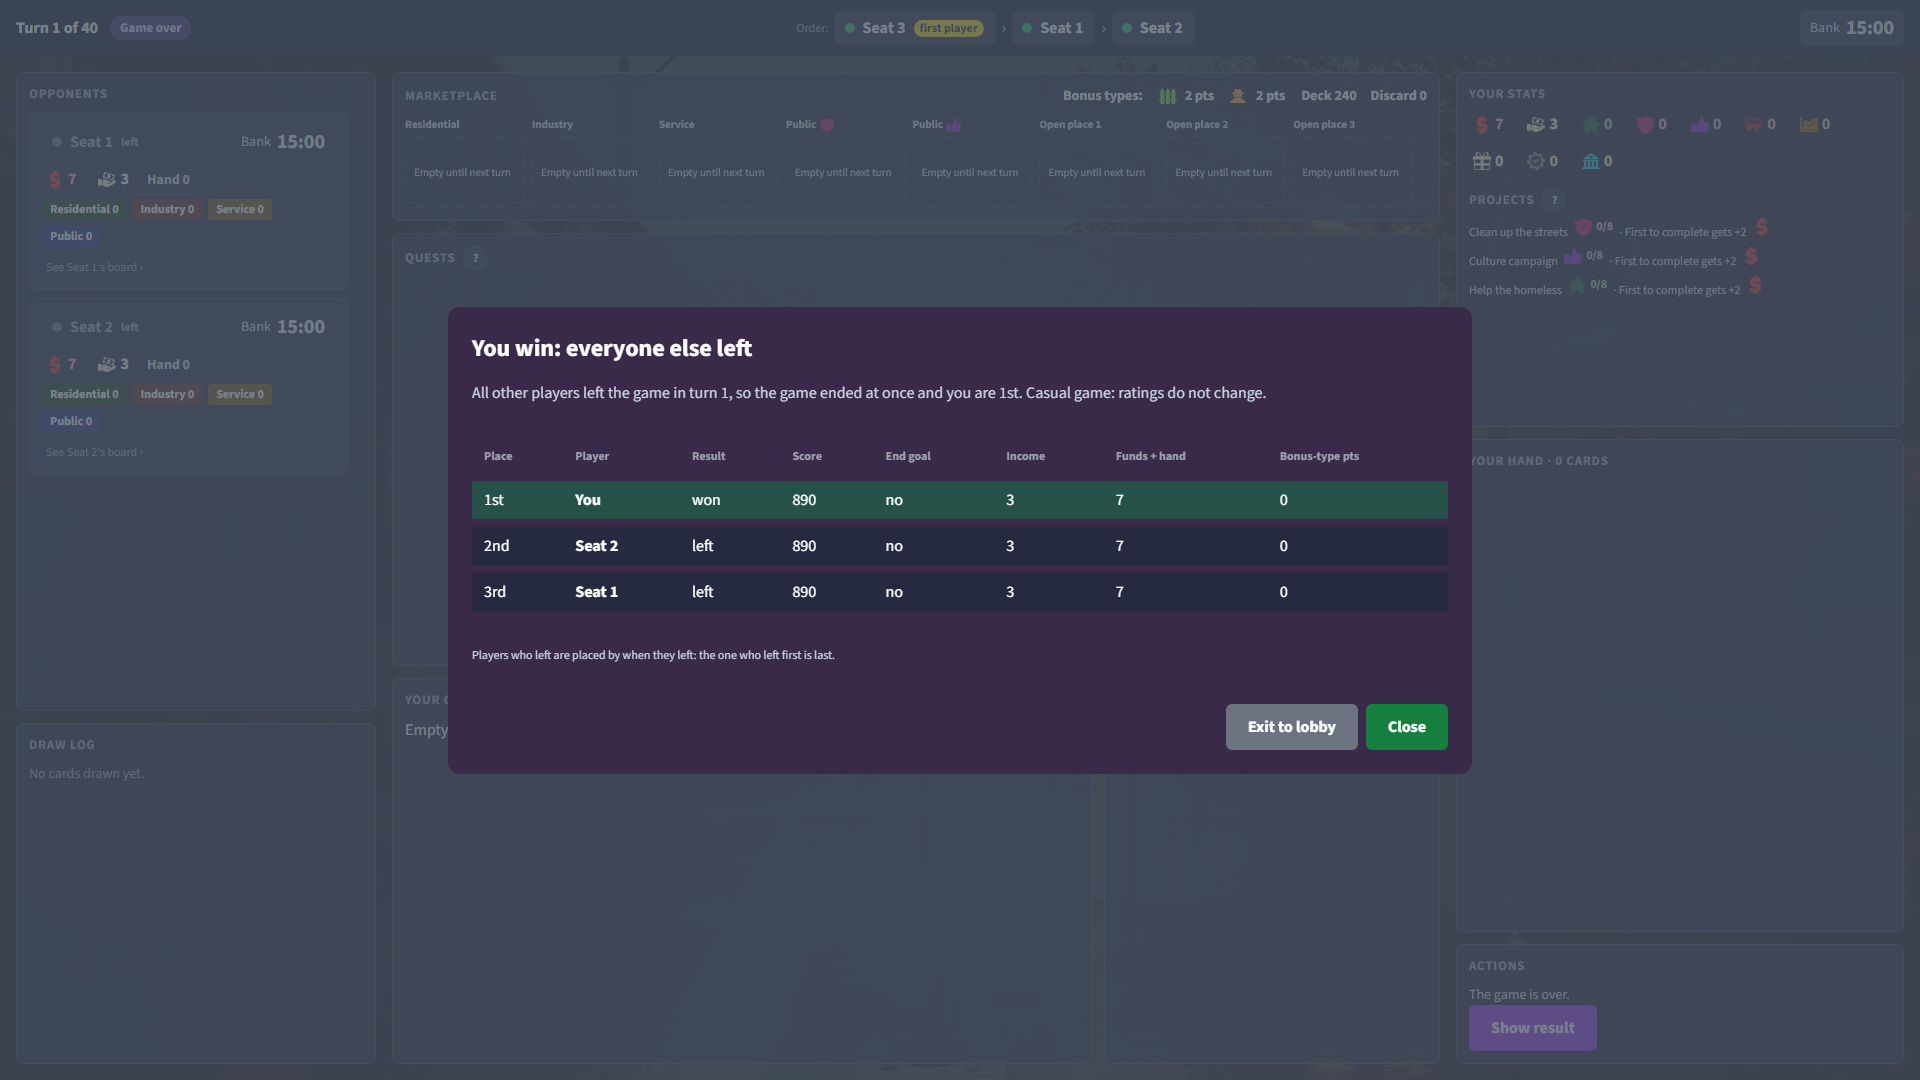 Turn 1 of 40 Game over
Order: Seat 3 first player › Seat 1 › Seat 2
Bank 15:00
OPPONENTS
Seat 1 left Bank 15:00
7 3 Hand 0
Residential 0 Industry 0 Service 0
Public 0
See Seat 1's board ›
Seat 2 left Bank 15:00
7 3 Hand 0
Residential 0 Industry 0 Service 0
Public 0
See Seat 2's board ›
DRAW LOG
No cards drawn yet.
MARKETPLACE
Bonus types: 2 pts 2 pts Deck 240 Discard 0
Residential Industry Service Public Public Open place 1 Open place 2 Open place 3
Empty until next turn Empty until next turn Empty until next turn Empty until next turn Empty until next turn Empty until next turn Empty until next turn Empty until next turn
QUESTS ?
You win: everyone else left
All other players left the game in turn 1, so the game ended at once and you are 1st. Casual game: ratings do not change.
Place Player Result Score End goal Income Funds + hand Bonus-type pts
1st You won 890 no 3 7 0
2nd Seat 2 left 890 no 3 7 0
3rd Seat 1 left 890 no 3 7 0
Players who left are placed by when they left: the one who left first is last.
Exit to lobby Close
YOUR
Empty
YOUR STATS
7 3 0 0 0 0 0
0 0 0
PROJECTS ?
Clean up the streets 0/8 · First to complete gets +2
Culture campaign 0/8 · First to complete gets +2
Help the homeless 0/8 · First to complete gets +2
YOUR HAND - 0 CARDS
ACTIONS
The game is over.
Show result